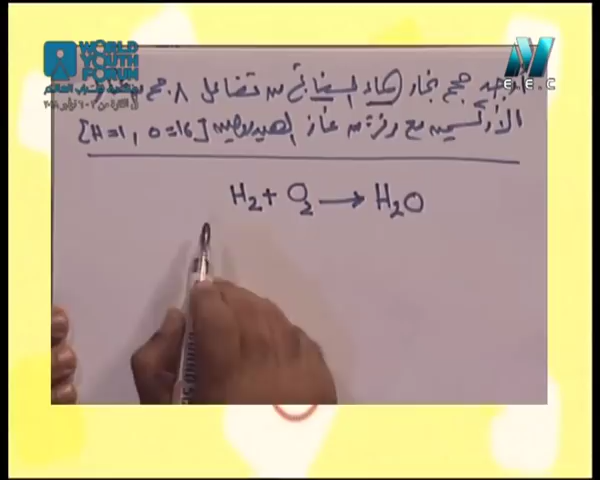 WORLD
YOUTH
FORUM
E.E.C
أوجد حجم بخار الماء الناتج من تفاعل ٨ جم من
الأكسجين مع وفرة من غاز الهيدروجين [H=1 , O=16]
H₂ + O₂ → H₂O